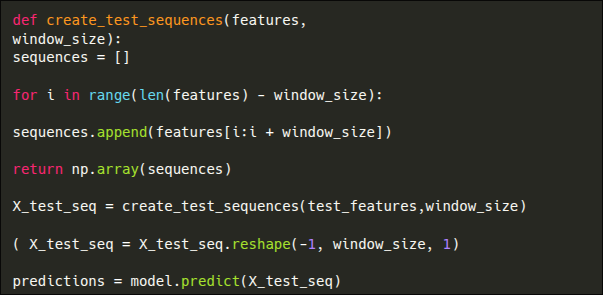 def create_test_sequences(features,
window_size):
sequences = []
for i in range(len(features) - window_size):
sequences.append(features[i:i + window_size])
return np.array(sequences)
X_test_seq = create_test_sequences(test_features,window_size)
( X_test_seq = X_test_seq.reshape(-1, window_size, 1)
predictions = model.predict(X_test_seq)